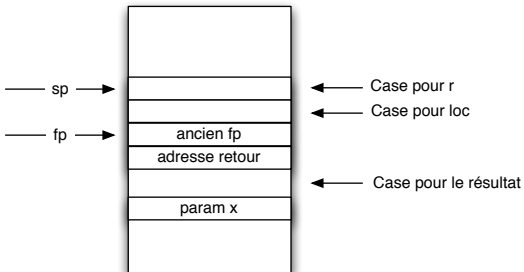 sp
Case pour r
Case pour loc
fp
ancien fp
adresse retour
Case pour le résultat
param x